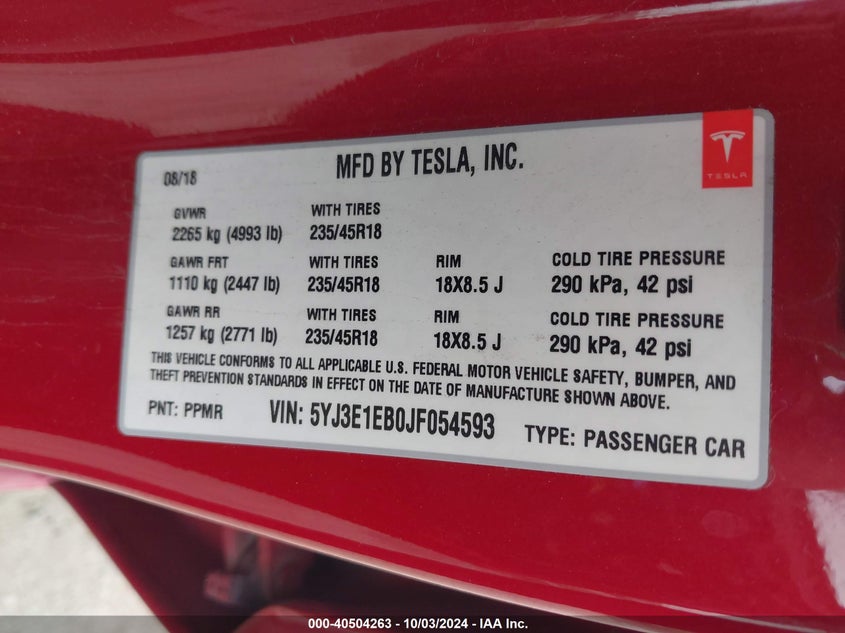 08/18 MFD BY TESLA, INC.
TESLA
GVWR WITH TIRES
2265 kg (4993 lb) 235/45R18
GAWR FRT WITH TIRES RIM COLD TIRE PRESSURE
1110 kg (2447 lb) 235/45R18 18X8.5 J 290 kPa, 42 psi
GAWR RR WITH TIRES RIM COLD TIRE PRESSURE
1257 kg (2771 lb) 235/45R18 18X8.5 J 290 kPa, 42 psi
THIS VEHICLE CONFORMS TO ALL APPLICABLE U.S. FEDERAL MOTOR VEHICLE SAFETY, BUMPER, AND
THEFT PREVENTION STANDARDS IN EFFECT ON THE DATE OF MANUFACTURE SHOWN ABOVE.
PNT: PPMR VIN: 5YJ3E1EB0JF054593 TYPE: PASSENGER CAR
000-40504263 - 10/03/2024 - IAA Inc.